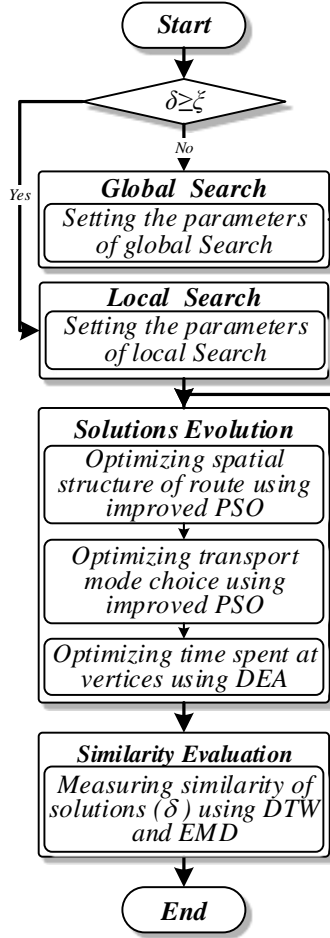 Start
δ≥ξ
No
Yes
Global Search
Setting the parameters
of global Search
Local Search
Setting the parameters
of local Search
Solutions Evolution
Optimizing spatial
structure of route using
improved PSO
Optimizing transport
mode choice using
improved PSO
Optimizing time spent at
vertices using DEA
Similarity Evaluation
Measuring similarity of
solutions (δ) using DTW
and EMD
End